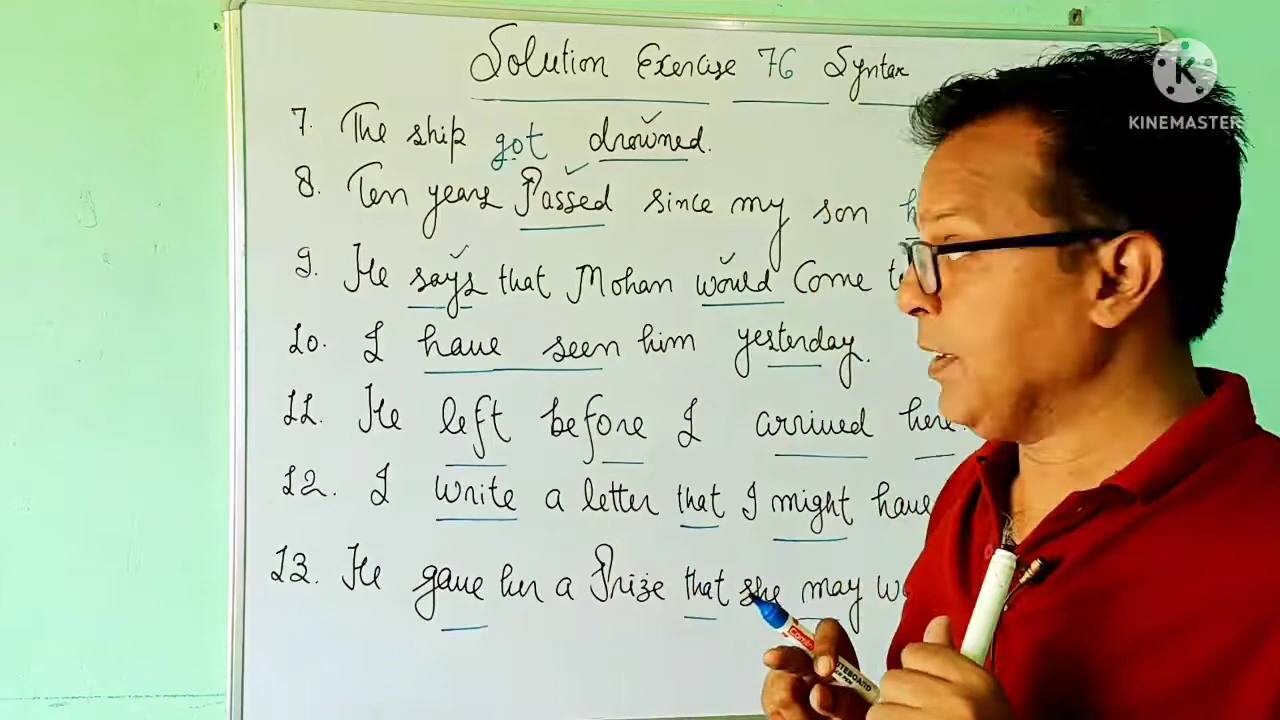 Solution Exercise 76 Syntax
K
KINEMASTER
7. The ship got drowned.
8. Ten years Passed since my son
9. He says that Mohan would Come
10. I have seen him yesterday.
11. He left before I arrived here.
12. I write a letter that I might have
13. He gave her a Prize that she may